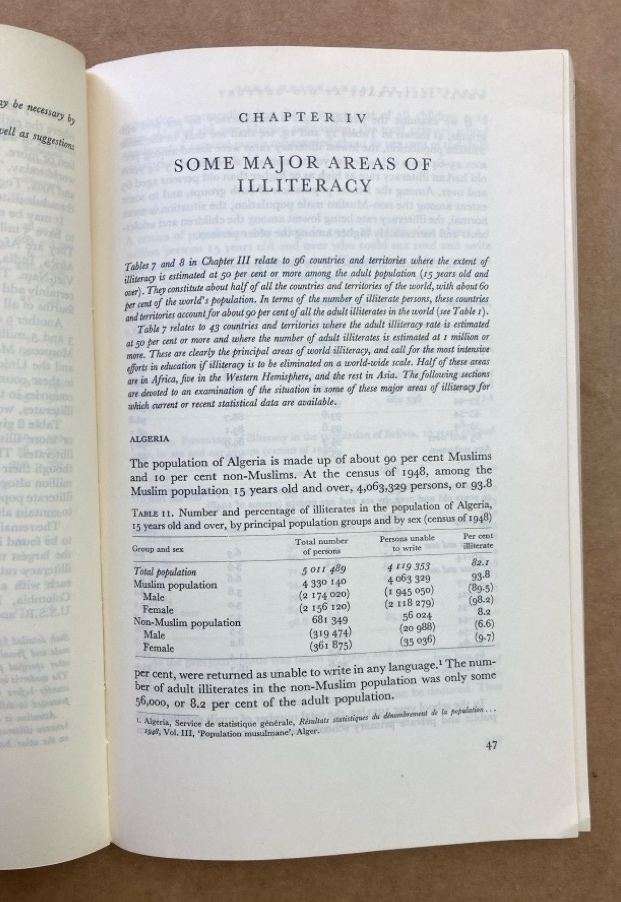 ay be necessary by
well as suggestions
CHAPTER IV
SOME MAJOR AREAS OF
ILLITERACY
Tables 7 and 8 in Chapter III relate to 96 countries and territories where the extent of
illiteracy is estimated at 50 per cent or more among the adult population (15 years old and
over). They constitute about half of all the countries and territories of the world, with about 60
per cent of the world's population. In terms of the number of illiterate persons, these countries
and territories account for about 90 per cent of all the adult illiterates in the world (see Table 1).
Table 7 relates to 43 countries and territories where the adult illiteracy rate is estimated
at 50 per cent or more and where the number of adult illiterates is estimated at 1 million or
more. These are clearly the principal areas of world illiteracy, and call for the most intensive
efforts in education if illiteracy is to be eliminated on a world-wide scale. Half of these areas
are in Africa, five in the Western Hemisphere, and the rest in Asia. The following sections
are devoted to an examination of the situation in some of these major areas of illiteracy for
which current or recent statistical data are available.
ALGERIA
The population of Algeria is made up of about 90 per cent Muslims
and 10 per cent non-Muslims. At the census of 1948, among the
Muslim population 15 years old and over, 4,063,329 persons, or 93.8
TABLE 11. Number and percentage of illiterates in the population of Algeria,
15 years old and over, by principal population groups and by sex (census of 1948)
Group and sex Total number of persons Persons unable to write Per cent illiterate
Total population 5 011 489 4 119 353 82.1
Muslim population 4 330 140 4 063 329 93.8
Male (2 174 020) (1 945 050) (89.5)
Female (2 156 120) (2 118 279) (98.2)
Non-Muslim population 681 349 56 024 8.2
Male (319 474) (20 988) (6.6)
Female (361 875) (35 036) (9.7)
per cent, were returned as unable to write in any language.¹ The num-
ber of adult illiterates in the non-Muslim population was only some
56,000, or 8.2 per cent of the adult population.
1. Algeria, Service de statistique générale, Résultats statistiques du dénombrement de la population . . .
1948, Vol. III, 'Population musulmane', Alger.
47